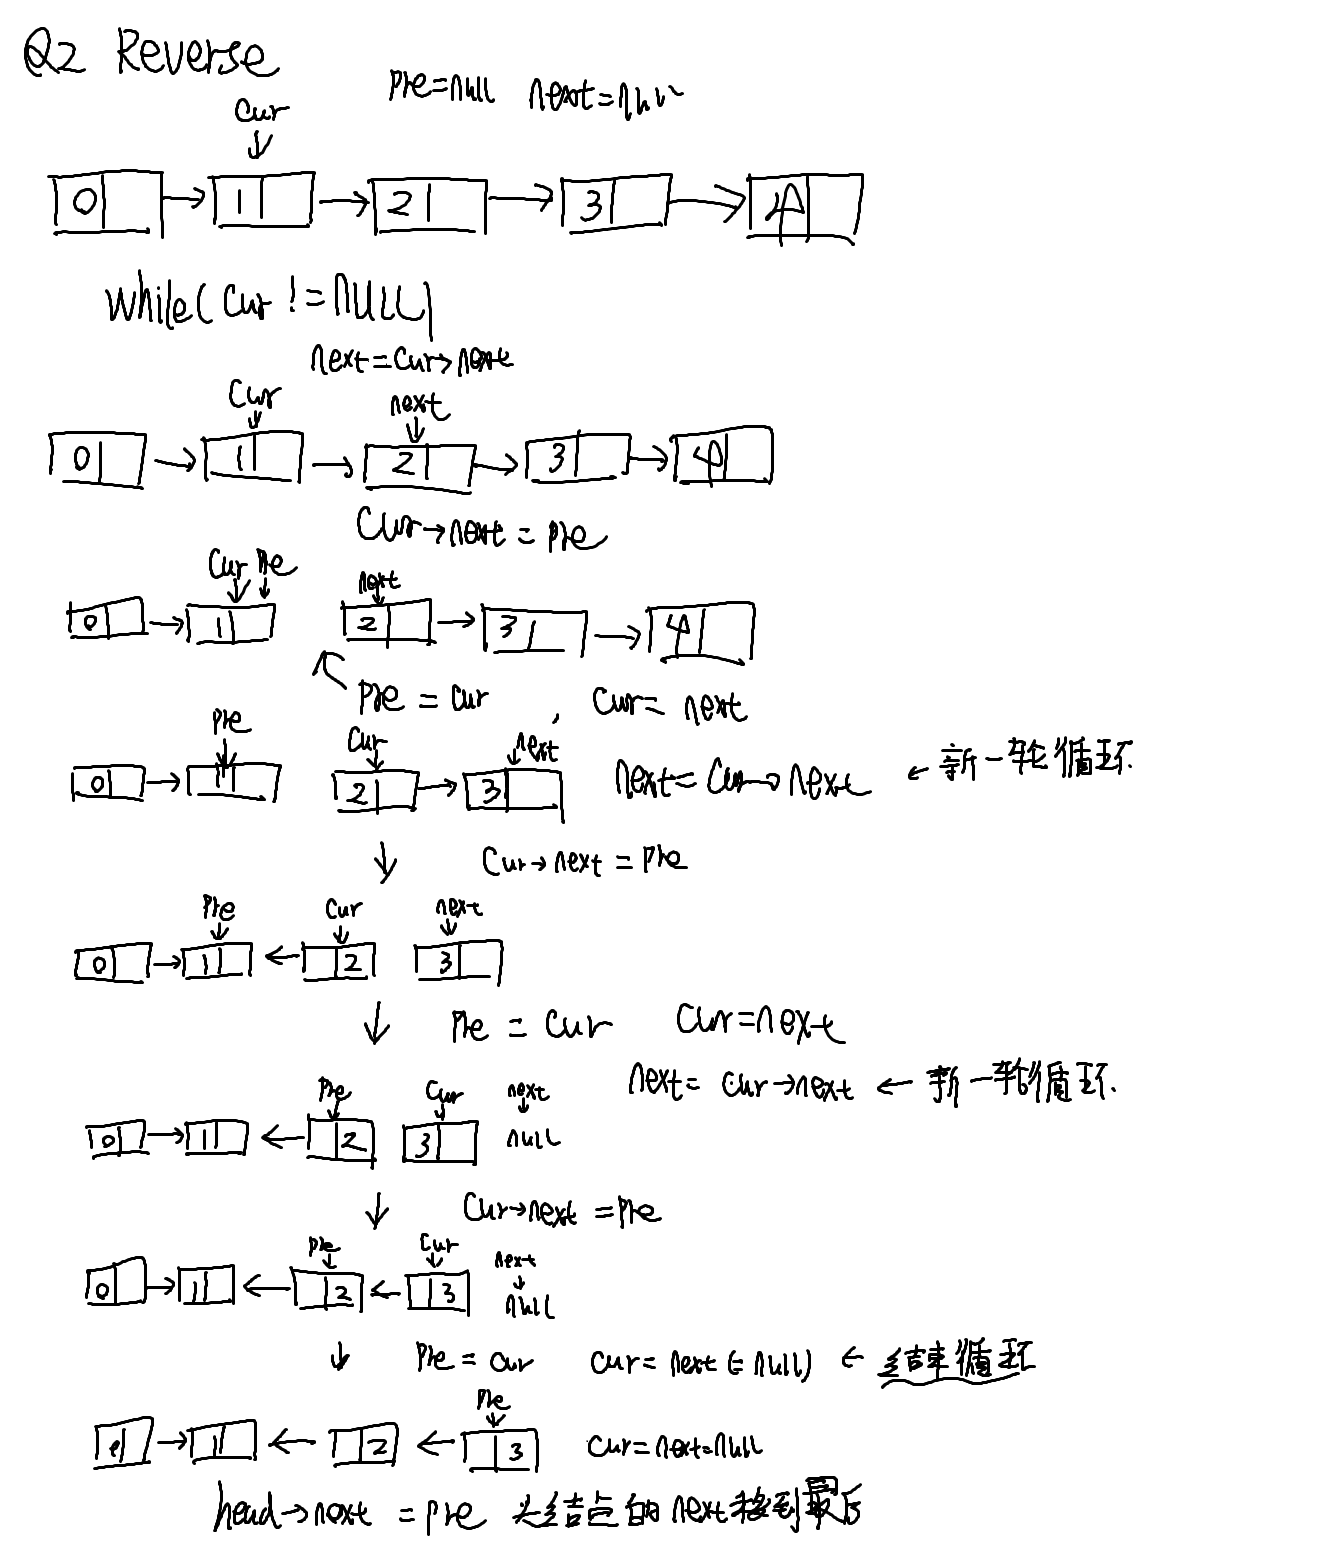 Q2 Reverse
pre=null next=null
cur
0 1 2 3 4
while(cur != NULL)
next=cur→next
cur next
0 1 2 3 4
cur→next = pre
cur pre next
0 1 2 3 4
pre = cur , cur= next
pre cur next
0 1 2 3 next= cur→next ← 新一轮循环
cur→next = pre
pre cur next
0 1 2 3
pre = cur cur=next
next= cur→next ← 新一轮循环.
pre cur next
0 1 2 3 null
cur→next =pre
pre cur next
0 1 2 3 null
pre = cur cur= next (=null) ← 结束循环
pre
1 2 3 cur=next=null
head→next = pre 头结点的next移到最后